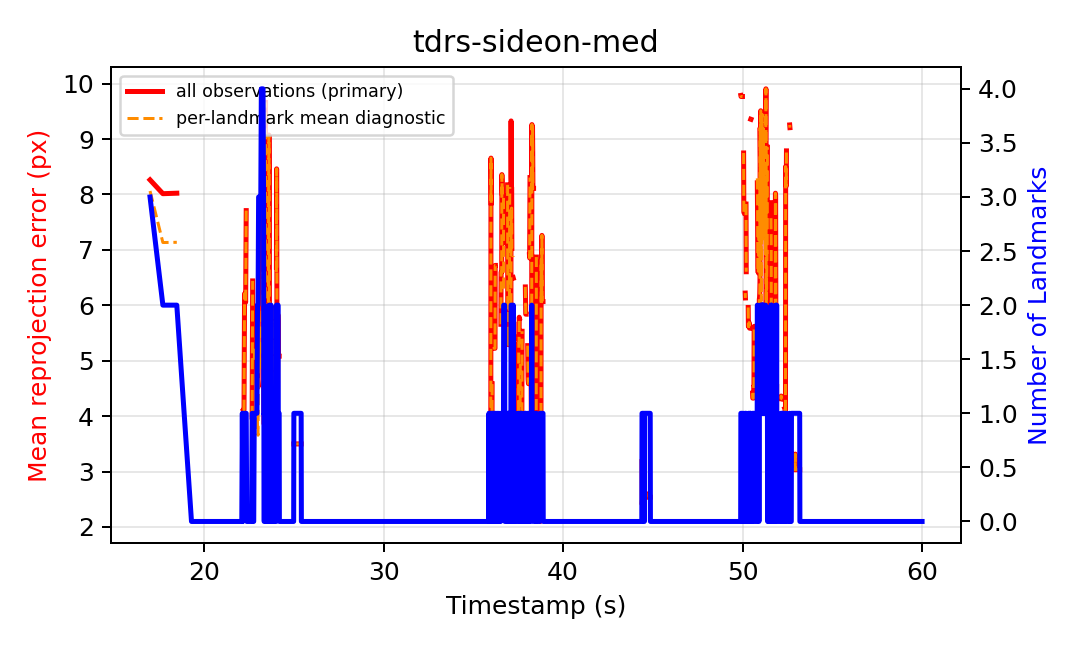 tdrs-sideon-med
all observations (primary)
per-landmark mean diagnostic
Mean reprojection error (px)
10
9
8
7
6
5
4
3
2
4.0
3.5
3.0
2.5
2.0
1.5
1.0
0.5
0.0
Number of Landmarks
20 30 40 50 60
Timestamp (s)